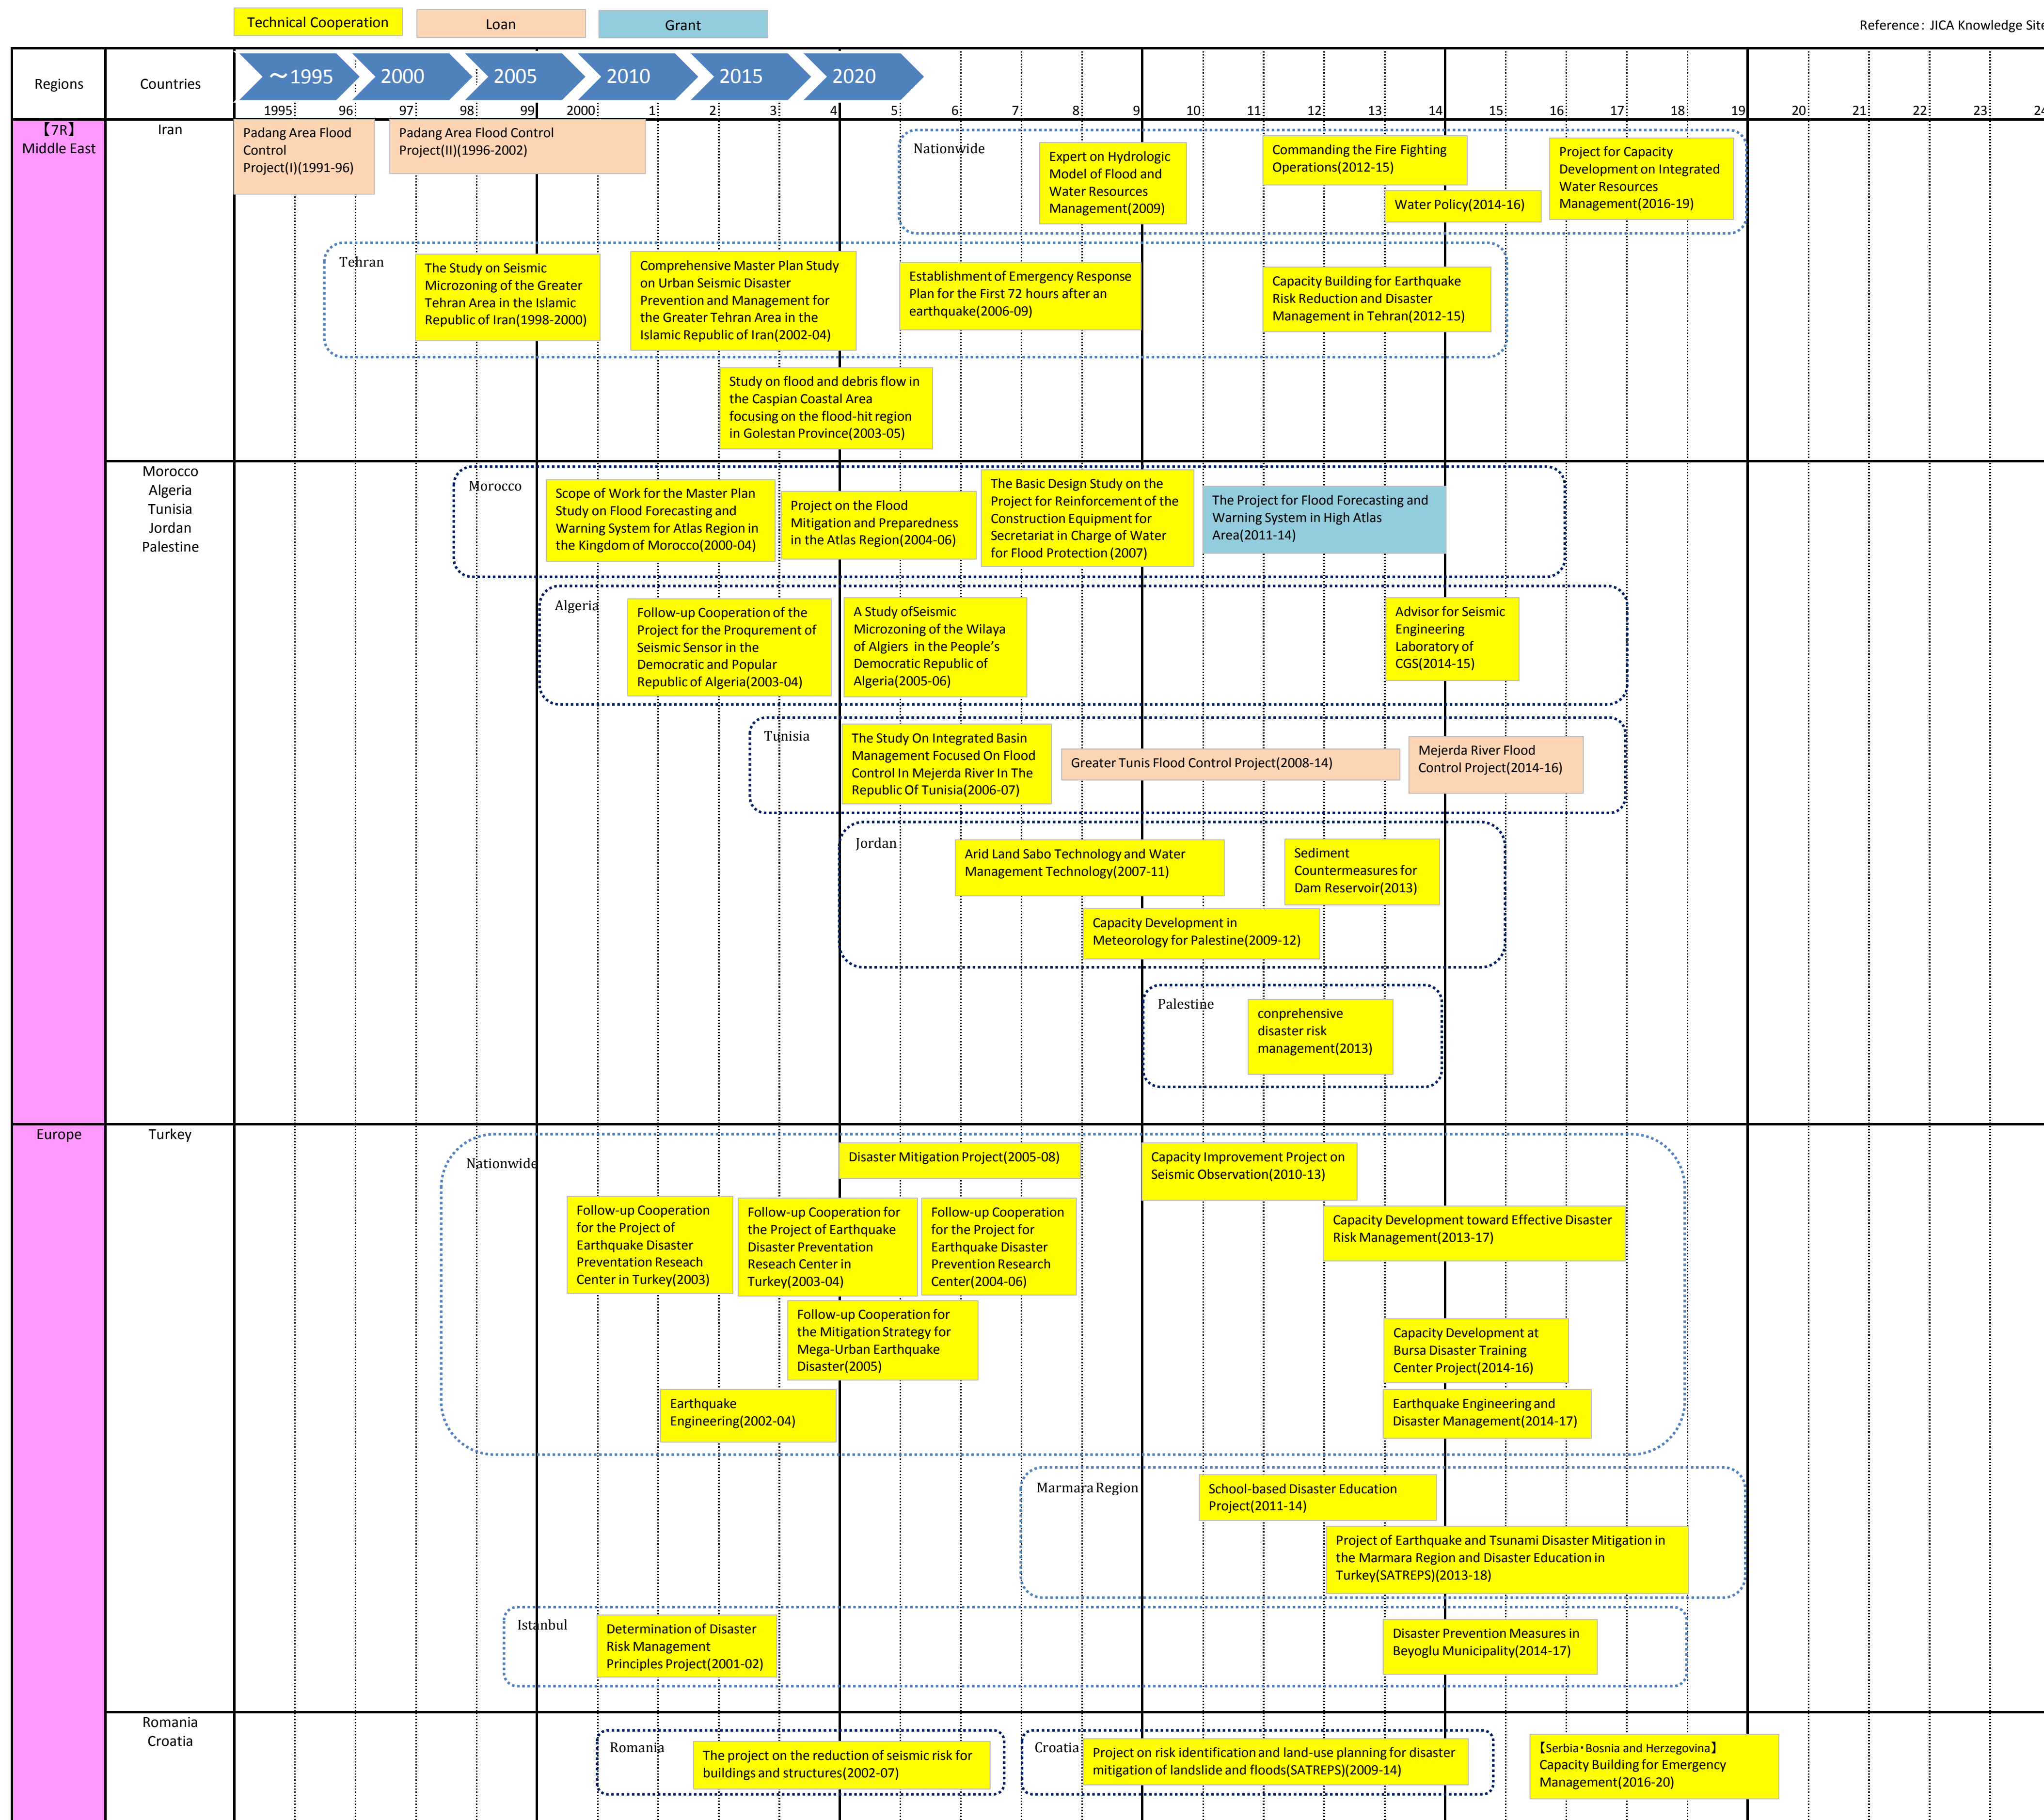 Technical Cooperation
Loan
Grant
Reference: JICA Knowledge Site
Regions
Countries
~1995
2000
2005
2010
2015
2020
1995
96
97
98
99
2000
1
2
3
4
5
6
7
8
9
10
11
12
13
14
15
16
17
18
19
20
21
22
23
24
【7R】
Middle East
Iran
Padang Area Flood
Control
Project(I)(1991-96)
Padang Area Flood Control
Project(II)(1996-2002)
Nationwide
Expert on Hydrologic
Model of Flood and
Water Resources
Management(2009)
Commanding the Fire Fighting
Operations(2012-15)
Water Policy(2014-16)
Project for Capacity
Development on Integrated
Water Resources
Management(2016-19)
Tehran
The Study on Seismic
Microzoning of the Greater
Tehran Area in the Islamic
Republic of Iran(1998-2000)
Comprehensive Master Plan Study
on Urban Seismic Disaster
Prevention and Management for
the Greater Tehran Area in the
Islamic Republic of Iran(2002-04)
Establishment of Emergency Response
Plan for the First 72 hours after an
earthquake(2006-09)
Capacity Building for Earthquake
Risk Reduction and Disaster
Management in Tehran(2012-15)
Study on flood and debris flow in
the Caspian Coastal Area
focusing on the flood-hit region
in Golestan Province(2003-05)
Morocco
Algeria
Tunisia
Jordan
Palestine
Morocco
Scope of Work for the Master Plan
Study on Flood Forecasting and
Warning System for Atlas Region in
the Kingdom of Morocco(2000-04)
Project on the Flood
Mitigation and Preparedness
in the Atlas Region(2004-06)
The Basic Design Study on the
Project for Reinforcement of the
Construction Equipment for
Secretariat in Charge of Water
for Flood Protection (2007)
The Project for Flood Forecasting and
Warning System in High Atlas
Area(2011-14)
Algeria
Follow-up Cooperation of the
Project for the Proqurement of
Seismic Sensor in the
Democratic and Popular
Republic of Algeria(2003-04)
A Study ofSeismic
Microzoning of the Wilaya
of Algiers in the People's
Democratic Republic of
Algeria(2005-06)
Advisor for Seismic
Engineering
Laboratory of
CGS(2014-15)
Tunisia
The Study On Integrated Basin
Management Focused On Flood
Control In Mejerda River In The
Republic Of Tunisia(2006-07)
Greater Tunis Flood Control Project(2008-14)
Mejerda River Flood
Control Project(2014-16)
Jordan
Arid Land Sabo Technology and Water
Management Technology(2007-11)
Sediment
Countermeasures for
Dam Reservoir(2013)
Capacity Development in
Meteorology for Palestine(2009-12)
Palestine
conprehensive
disaster risk
management(2013)
Europe
Turkey
Nationwide
Disaster Mitigation Project(2005-08)
Capacity Improvement Project on
Seismic Observation(2010-13)
Follow-up Cooperation
for the Project of
Earthquake Disaster
Preventation Reseach
Center in Turkey(2003)
Follow-up Cooperation for
the Project of Earthquake
Disaster Preventation
Reseach Center in
Turkey(2003-04)
Follow-up Cooperation
for the Project for
Earthquake Disaster
Prevention Research
Center(2004-06)
Capacity Development toward Effective Disaster
Risk Management(2013-17)
Follow-up Cooperation for
the Mitigation Strategy for
Mega-Urban Earthquake
Disaster(2005)
Capacity Development at
Bursa Disaster Training
Center Project(2014-16)
Earthquake
Engineering(2002-04)
Earthquake Engineering and
Disaster Management(2014-17)
Marmara Region
School-based Disaster Education
Project(2011-14)
Project of Earthquake and Tsunami Disaster Mitigation in
the Marmara Region and Disaster Education in
Turkey(SATREPS)(2013-18)
Istanbul
Determination of Disaster
Risk Management
Principles Project(2001-02)
Disaster Prevention Measures in
Beyoglu Municipality(2014-17)
Romania
Croatia
Romania
The project on the reduction of seismic risk for
buildings and structures(2002-07)
Croatia
Project on risk identification and land-use planning for disaster
mitigation of landslide and floods(SATREPS)(2009-14)
【Serbia・Bosnia and Herzegovina】
Capacity Building for Emergency
Management(2016-20)